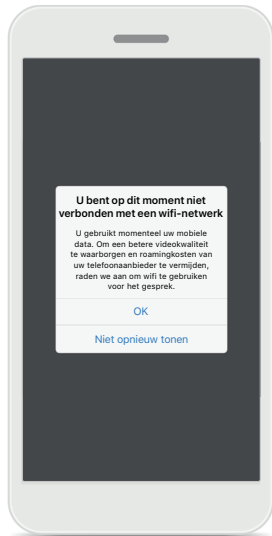 U bent op dit moment niet
verbonden met een wifi-netwerk
U gebruikt momenteel uw mobiele
data. Om een betere videokwaliteit
te waarborgen en roamingkosten van
uw telefoonaanbieder te vermijden,
raden we aan om wifi te gebruiken
voor het gesprek.
OK
Niet opnieuw tonen